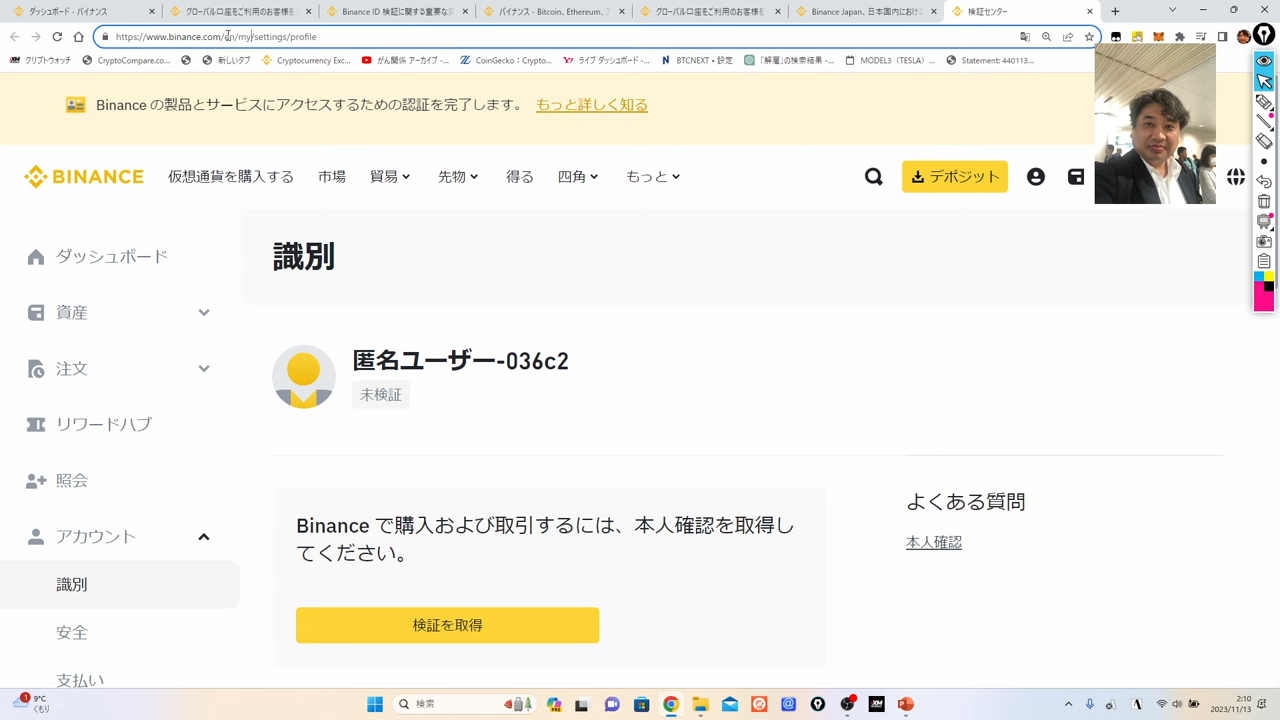 ダッシュボード - バイナンス
グローバル口座をご利用のお客様を
Binance ID 検証に関する重要な
バイナンス - Bitcoin、Ethereum、
グローバル口座をご利用のお客様を
Binance Japan、日本国内におけ
検証センター
https://www.binance.com/en/my/settings/profile
クリプトウォッチ
CryptoCompare.co...
新しいタブ
Cryptocurrency Exc...
がん関係 アーカイブ -...
CoinGecko：Crypto...
ライブ ダッシュボード -...
BTCNEXT • 設定
「解雇」の検索結果 -...
MODEL3（TESLA）...
Statement: 440113...
Binance の製品とサービスにアクセスするための認証を完了します。 もっと詳しく知る
BINANCE 仮想通貨を購入する 市場 貿易 先物 得る 四角 もっと デポジット
ダッシュボード
資産
注文
リワードハブ
照会
アカウント
識別
安全
支払い
識別
匿名ユーザー-036c2
未検証
Binance で購入および取引するには、本人確認を取得し
てください。
検証を取得
よくある質問
本人確認
1
9°C
くもり
検索
XM
A
2:10
2023/11/13